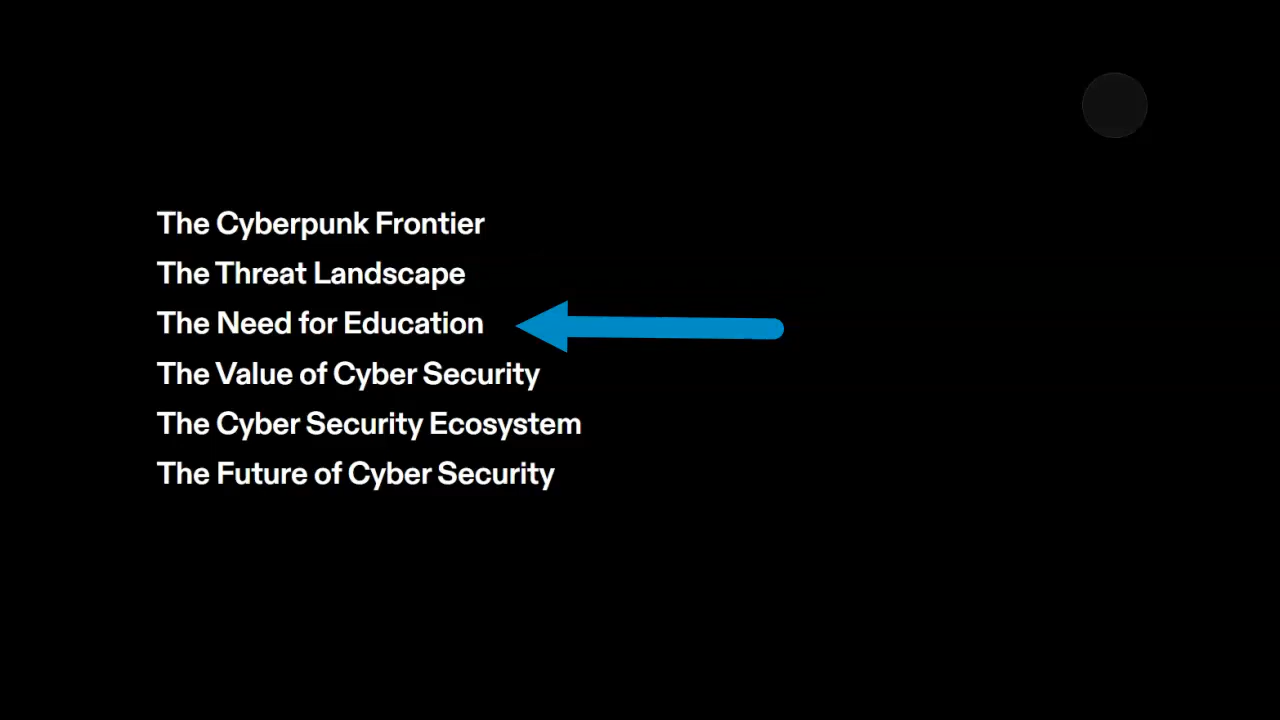 The Cyberpunk Frontier
The Threat Landscape
The Need for Education
The Value of Cyber Security
The Cyber Security Ecosystem
The Future of Cyber Security